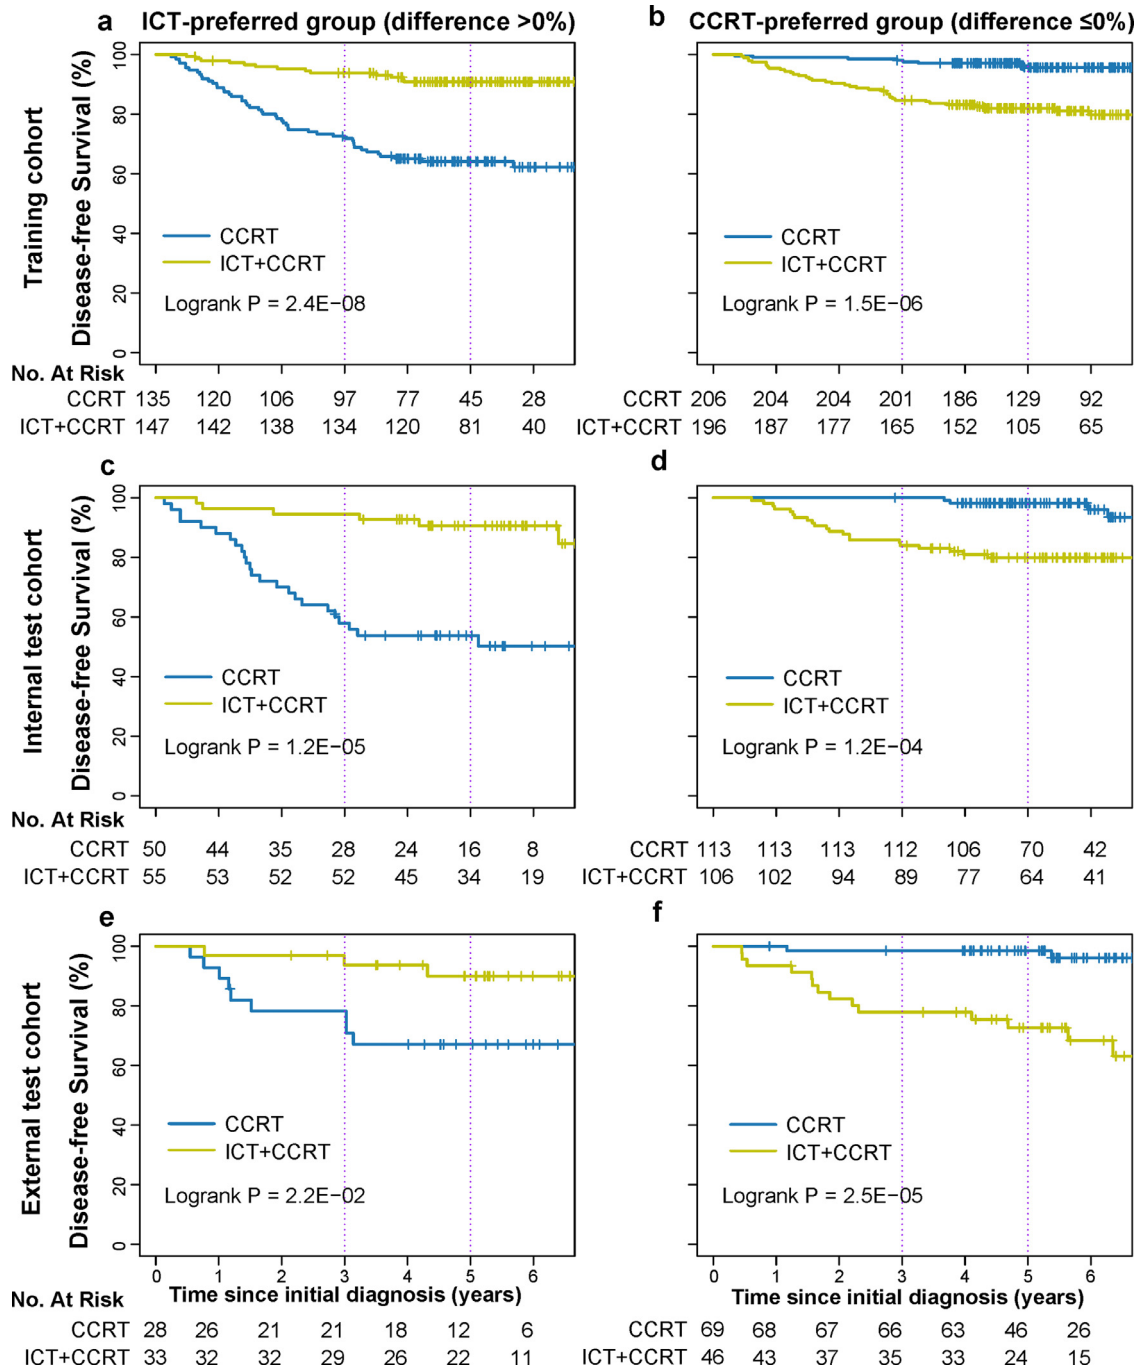 a ICT-preferred group (difference >0%)
b CCRT-preferred group (difference ≤0%)
Training cohort
Disease-free Survival (%)
100
80
60
40
20
0
CCRT
ICT+CCRT
Logrank P = 2.4E−08
CCRT
ICT+CCRT
Logrank P = 1.5E−06
No. At Risk
CCRT 135 120 106 97 77 45 28
ICT+CCRT 147 142 138 134 120 81 40
CCRT 206 204 204 201 186 129 92
ICT+CCRT 196 187 177 165 152 105 65
c
d
Internal test cohort
Disease-free Survival (%)
100
80
60
40
20
0
CCRT
ICT+CCRT
Logrank P = 1.2E−05
CCRT
ICT+CCRT
Logrank P = 1.2E−04
No. At Risk
CCRT 50 44 35 28 24 16 8
ICT+CCRT 55 53 52 52 45 34 19
CCRT 113 113 113 112 106 70 42
ICT+CCRT 106 102 94 89 77 64 41
e
f
External test cohort
Disease-free Survival (%)
100
80
60
40
20
0
CCRT
ICT+CCRT
Logrank P = 2.2E−02
CCRT
ICT+CCRT
Logrank P = 2.5E−05
0 1 2 3 4 5 6
0 1 2 3 4 5 6
Time since initial diagnosis (years)
Time since initial diagnosis (years)
No. At Risk
CCRT 28 26 21 21 18 12 6
ICT+CCRT 33 32 32 29 26 22 11
CCRT 69 68 67 66 63 46 26
ICT+CCRT 46 43 37 35 33 24 15